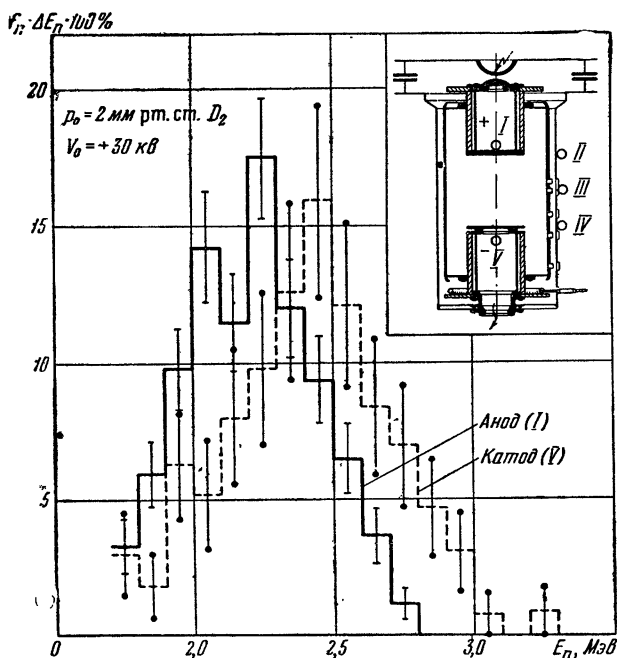 fₙ·ΔEₙ·100%
20
p₀ = 2 мм рт. ст. D₂
V₀ = +30 кв
+ I
II
III
IV
- V
15
10
Анод (I)
Катод (V)
5
0 2,0 2,5 3,0 Eₙ, Мэв